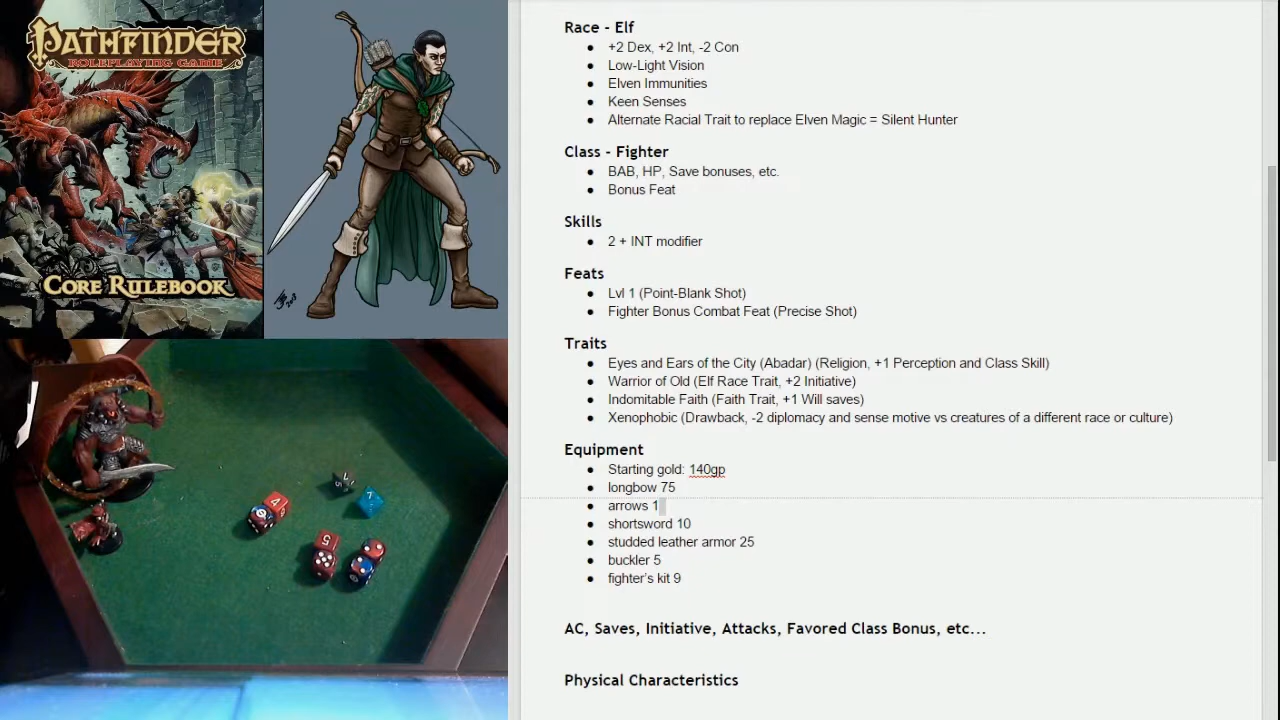 PATHFINDER
ROLEPLAYING GAME
CORE RULEBOOK
Race - Elf
● +2 Dex, +2 Int, -2 Con
● Low-Light Vision
● Elven Immunities
● Keen Senses
● Alternate Racial Trait to replace Elven Magic = Silent Hunter
Class - Fighter
● BAB, HP, Save bonuses, etc.
● Bonus Feat
Skills
● 2 + INT modifier
Feats
● Lvl 1 (Point-Blank Shot)
● Fighter Bonus Combat Feat (Precise Shot)
Traits
● Eyes and Ears of the City (Abadar) (Religion, +1 Perception and Class Skill)
● Warrior of Old (Elf Race Trait, +2 Initiative)
● Indomitable Faith (Faith Trait, +1 Will saves)
● Xenophobic (Drawback, -2 diplomacy and sense motive vs creatures of a different race or culture)
Equipment
● Starting gold: 140gp
● longbow 75
● arrows 1
● shortsword 10
● studded leather armor 25
● buckler 5
● fighter's kit 9
AC, Saves, Initiative, Attacks, Favored Class Bonus, etc...
Physical Characteristics